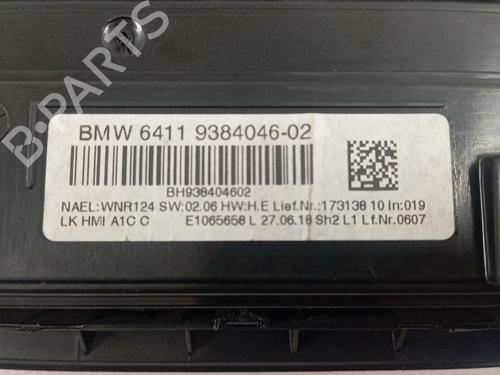 BMW 6411 9384046-02
BH938404602
NAEL:WNR124 SW:02.06 HW:H.E Lief.Nr.:173138 10 In:019
LK HMI A1C C E1065658 L 27.06.16 Sh2 L1 Lf.Nr.0607
B-PARTS